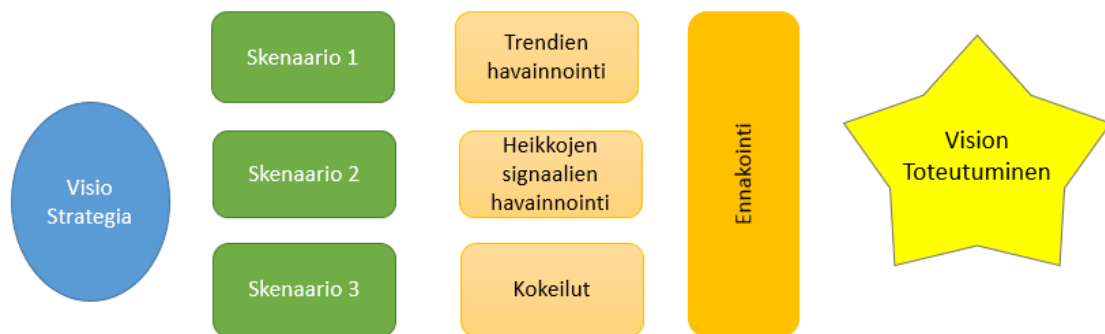 Visio
Strategia
Skenaario 1
Skenaario 2
Skenaario 3
Trendien
havainnointi
Heikkojen
signaalien
havainnointi
Kokeilut
Ennakointi
Vision
Toteutuminen